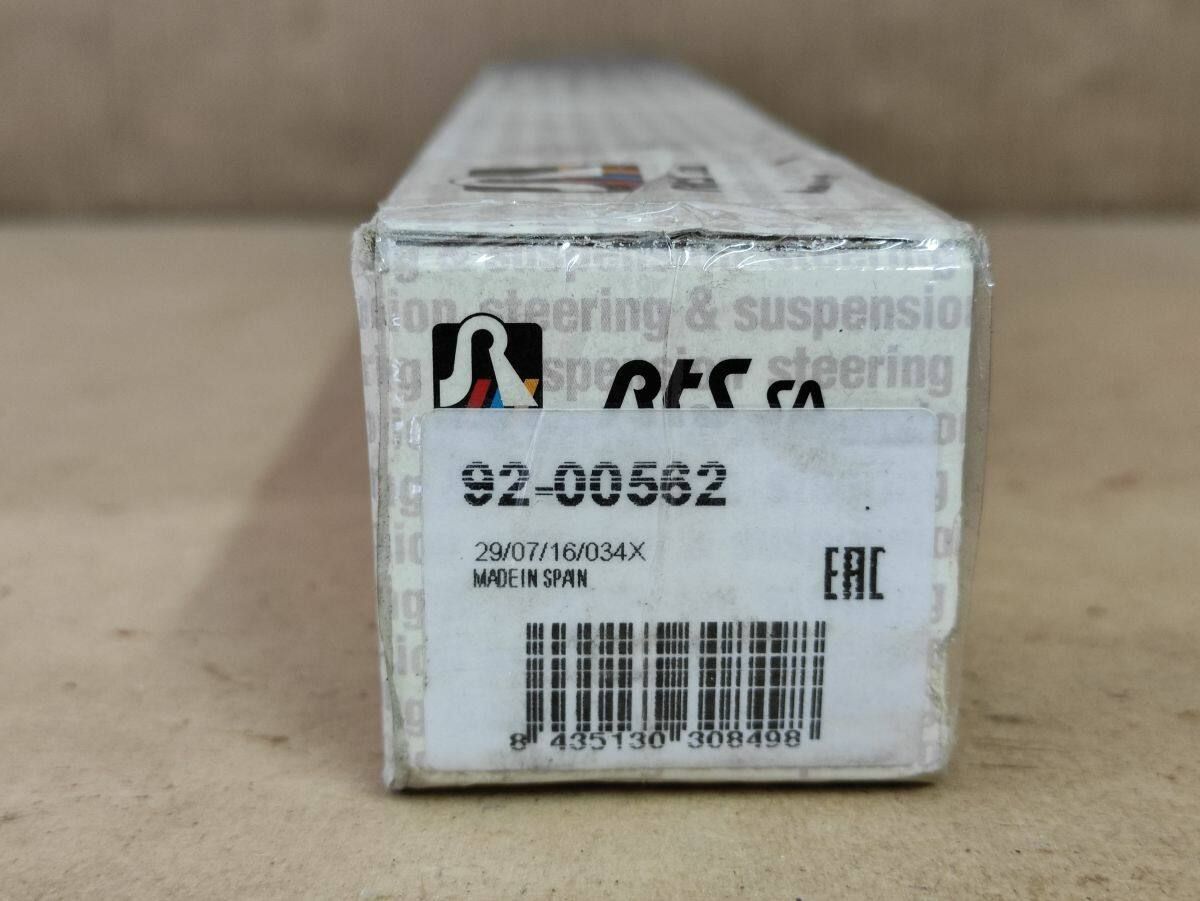 steering & suspension
steering
RTS SA
92-00562
29/07/16/034X
MADE IN SPAIN
EAC
8 435130 308498